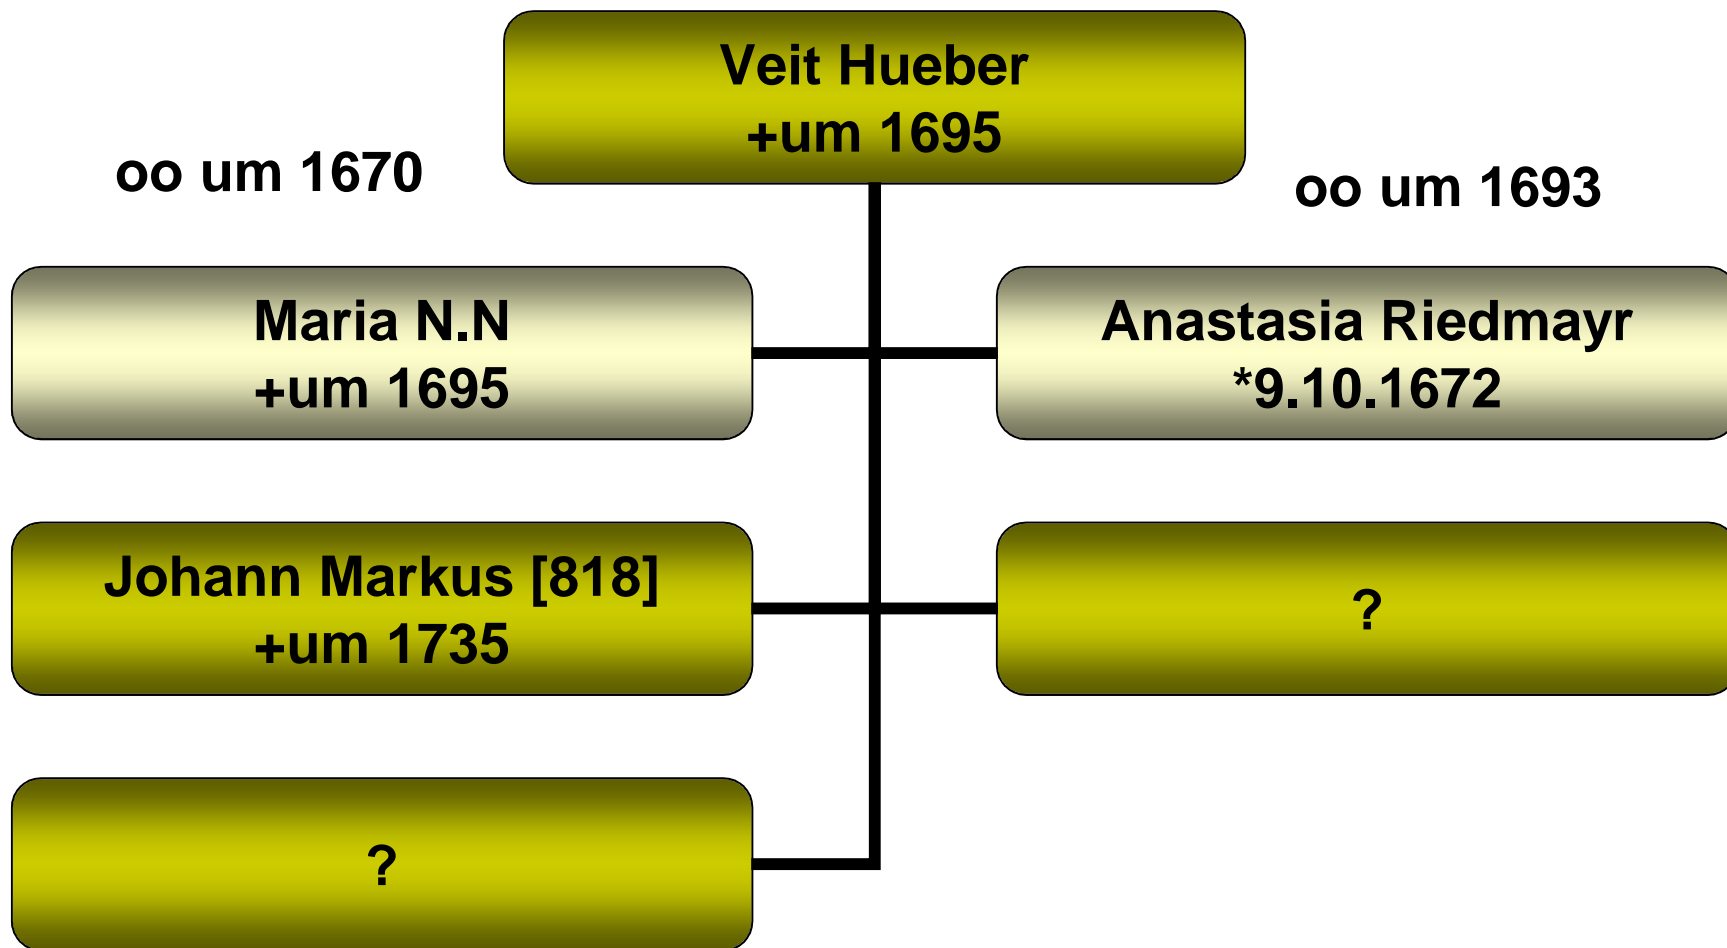 Veit Hueber
+um 1695
oo um 1670
oo um 1693
Maria N.N
+um 1695
Anastasia Riedmayr
*9.10.1672
Johann Markus [818]
+um 1735
?
?